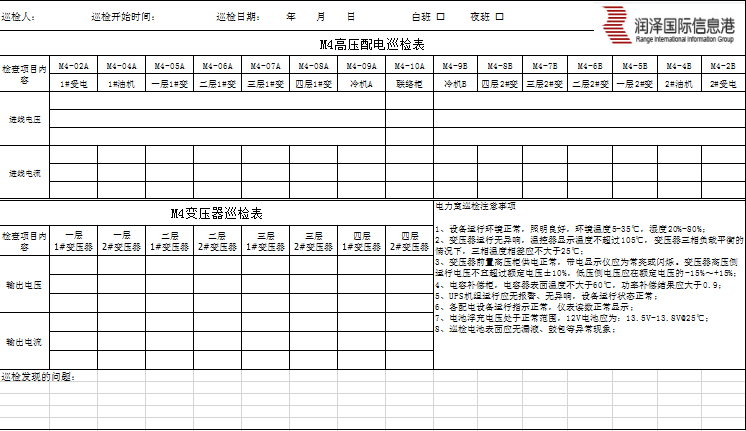 巡检人： 巡检开始时间： 巡检日期： 年 月 日 白班 口 夜班 口
润泽国际信息港
Range International Information Group
M4高压配电巡检表
检查项目内容 M4-02A M4-04A M4-05A M4-06A M4-07A M4-08A M4-09A M4-10A M4-9B M4-8B M4-7B M4-6B M4-5B M4-4B M4-2B
1#受电 1#油机 一层1#变 二层1#变 三层1#变 四层1#变 冷机A 联络柜 冷机B 四层2#变 三层2#变 二层2#变 一层2#变 2#油机 2#受电
进线电压
进线电流
M4变压器巡检表
检查项目内容 一层1#变压器 一层2#变压器 二层1#变压器 二层2#变压器 三层1#变压器 三层2#变压器 四层1#变压器 四层2#变压器
输出电压
输出电流
电力室巡检注意事项
1、设备运行环境正常，照明良好，环境温度5-35℃，湿度20%-80%；
2、变压器运行无异响，温控器显示温度不超过105℃，变压器三相负载平衡的
情况下，三相温度相差应不大于25℃；
3、变压器前置高压柜供电正常，带电显示仪应为常亮或闪烁。变压器高压侧
运行电压不宜超过额定电压±10%，低压侧电压应在额定电压的-15%～+15%；
4、电容补偿柜，电容器表面温度不大于60℃，功率补偿结果应大于0.9；
5、UPS机组运行应无报警、无异响，设备运行状态正常；
6、各配电设备运行指示正常，仪表读数正常显示；
7、电池浮充电压处于正常范围，12V电池应为：13.5V-13.8V@25℃；
8、巡检电池表面应无漏液、鼓包等异常现象；
巡检发现的问题：